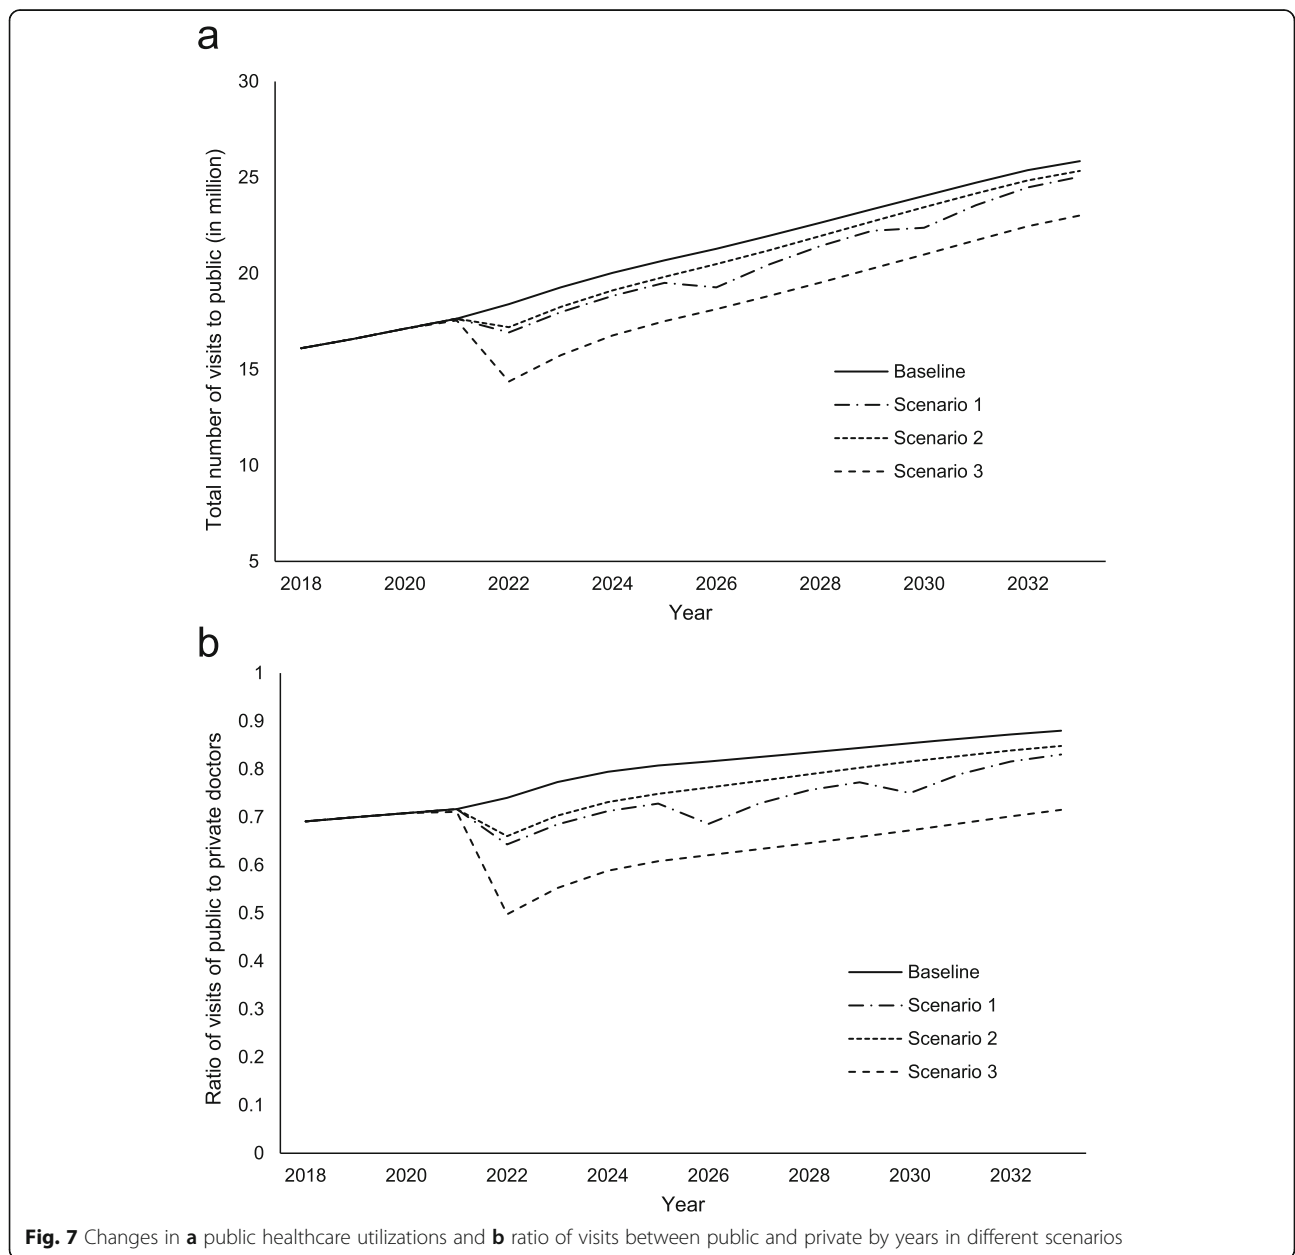 a
Total number of visits to public (in million)
30
25
20
15
10
5
Baseline
Scenario 1
Scenario 2
Scenario 3
2018 2020 2022 2024 2026 2028 2030 2032
Year
b
Ratio of visits of public to private doctors
1
0.9
0.8
0.7
0.6
0.5
0.4
0.3
0.2
0.1
0
Baseline
Scenario 1
Scenario 2
Scenario 3
2018 2020 2022 2024 2026 2028 2030 2032
Year
Fig. 7 Changes in a public healthcare utilizations and b ratio of visits between public and private by years in different scenarios